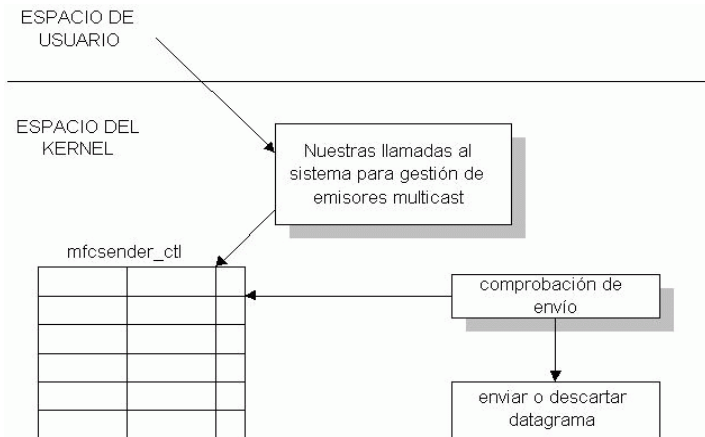 ESPACIO DE
USUARIO
ESPACIO DEL
KERNEL
Nuestras llamadas al
sistema para gestión de
emisores multicast
mfcsender_ctl
comprobación de
envío
enviar o descartar
datagrama